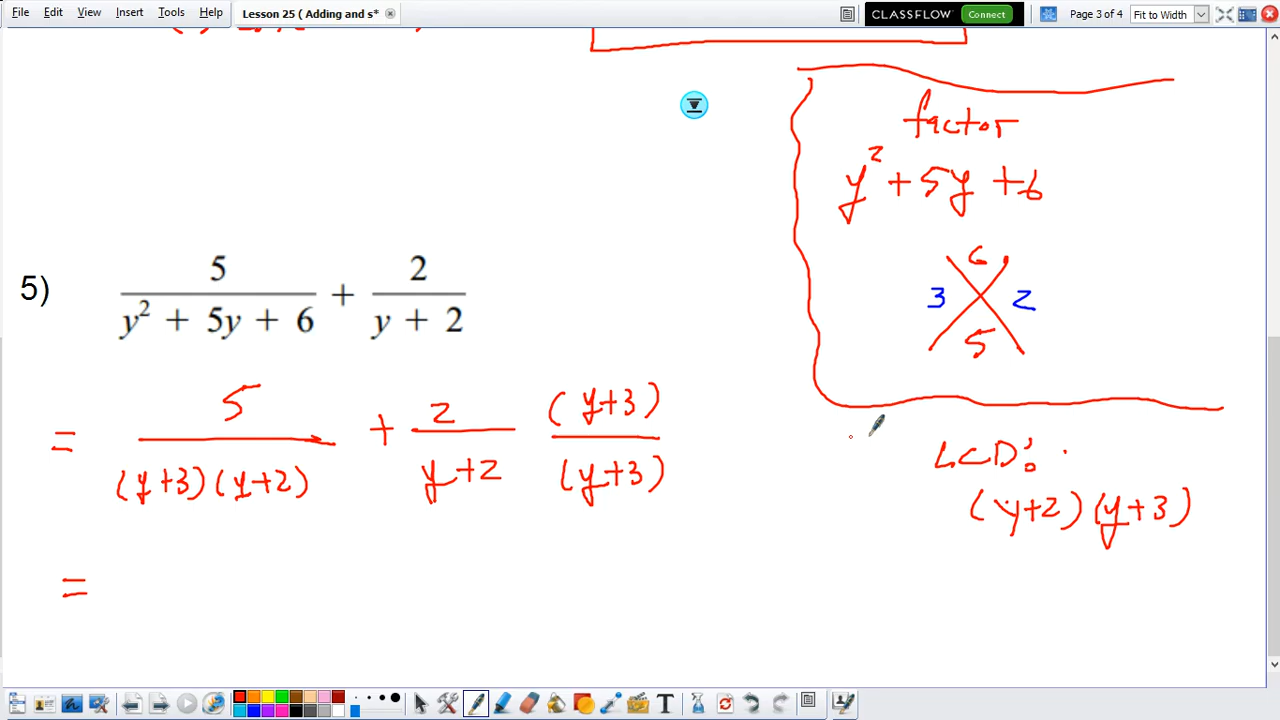 File Edit View Insert Tools Help
Lesson 25 ( Adding and s*
CLASSFLOW Connect
Page 3 of 4
Fit to Width
factor
y² + 5y + 6
6
3 2
5
5) 5/(y² + 5y + 6) + 2/(y + 2)
= 5/((y+3)(y+2)) + 2/(y+2) (y+3)/(y+3)
LCD:
(y+2)(y+3)
=
T